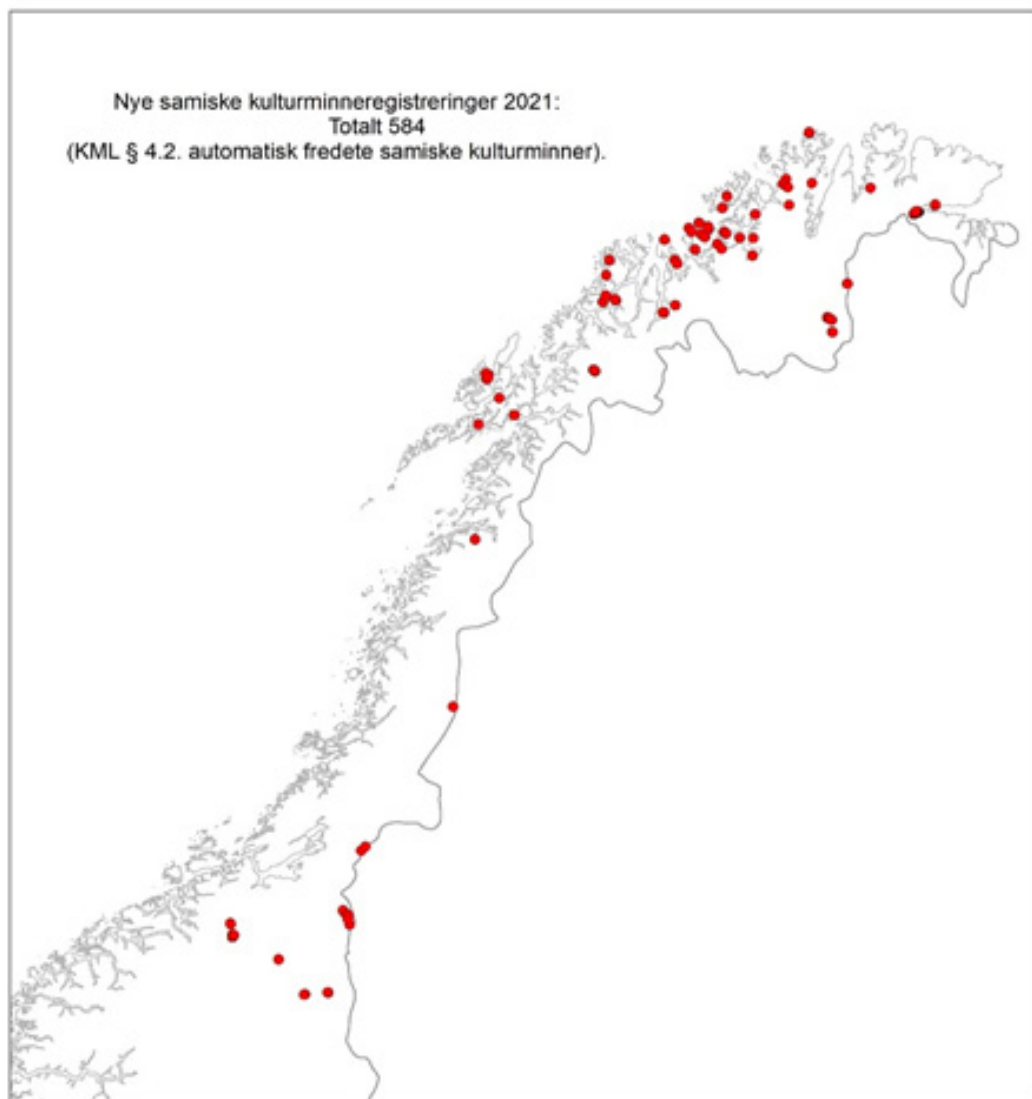 Nye samiske kulturminneregistreringer 2021:
Totalt 584
(KML § 4.2. automatisk fredete samiske kulturminner).